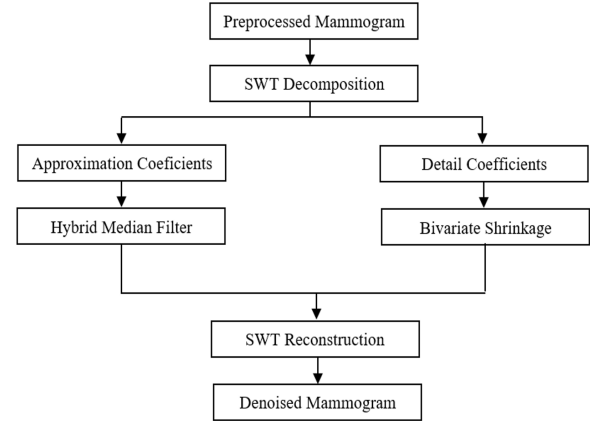 Preprocessed Mammogram
SWT Decomposition
Approximation Coeficients
Detail Coefficients
Hybrid Median Filter
Bivariate Shrinkage
SWT Reconstruction
Denoised Mammogram